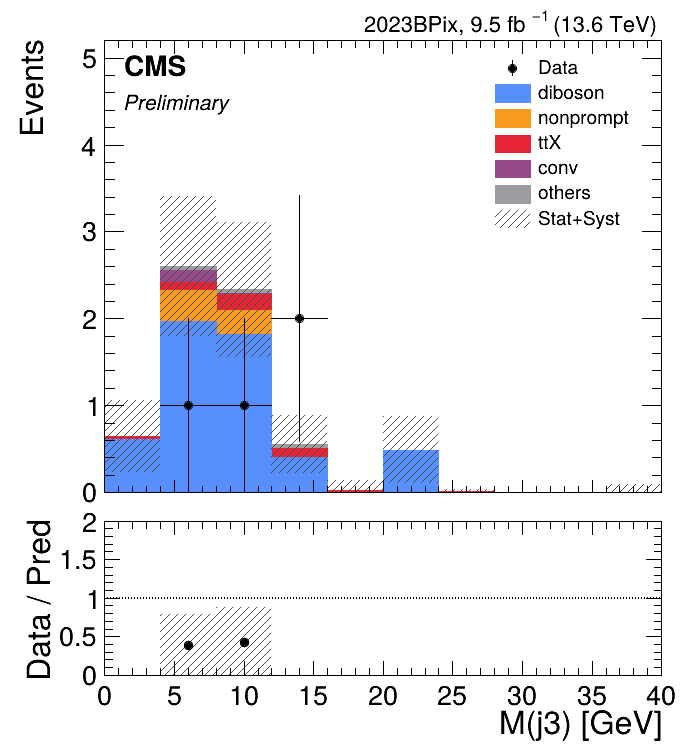 2023BPix, 9.5 fb⁻¹ (13.6 TeV)
CMS
Preliminary
Events
5
4
3
2
1
0
Data
diboson
nonprompt
ttX
conv
others
Stat+Syst
Data / Pred
2
1.5
1
0.5
0
0 5 10 15 20 25 30 35 40
M(j3) [GeV]